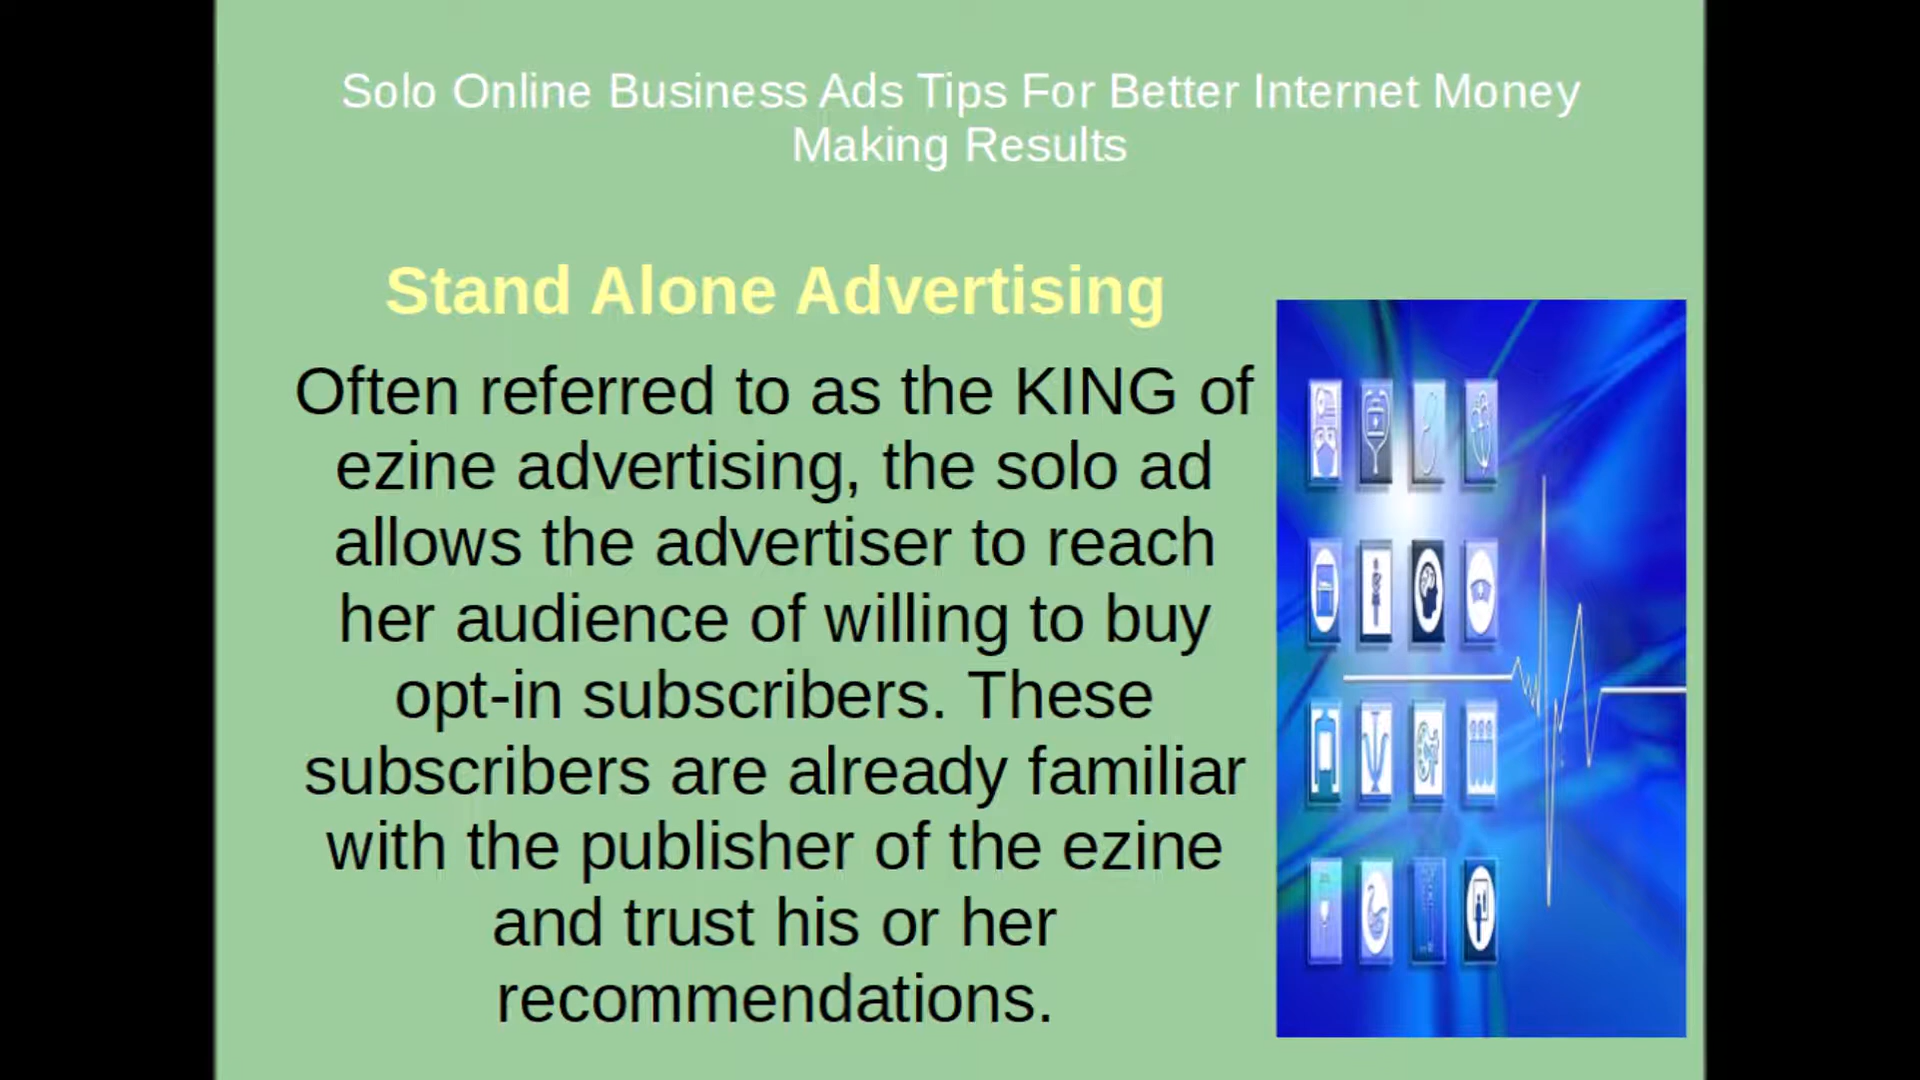 Solo Online Business Ads Tips For Better Internet Money
Making Results
Stand Alone Advertising
Often referred to as the KING of
ezine advertising, the solo ad
allows the advertiser to reach
her audience of willing to buy
opt-in subscribers. These
subscribers are already familiar
with the publisher of the ezine
and trust his or her
recommendations.